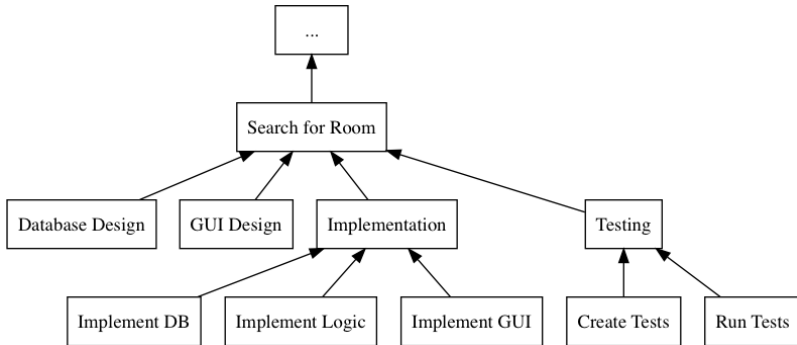 ...
Search for Room
Database Design
GUI Design
Implementation
Testing
Implement DB
Implement Logic
Implement GUI
Create Tests
Run Tests